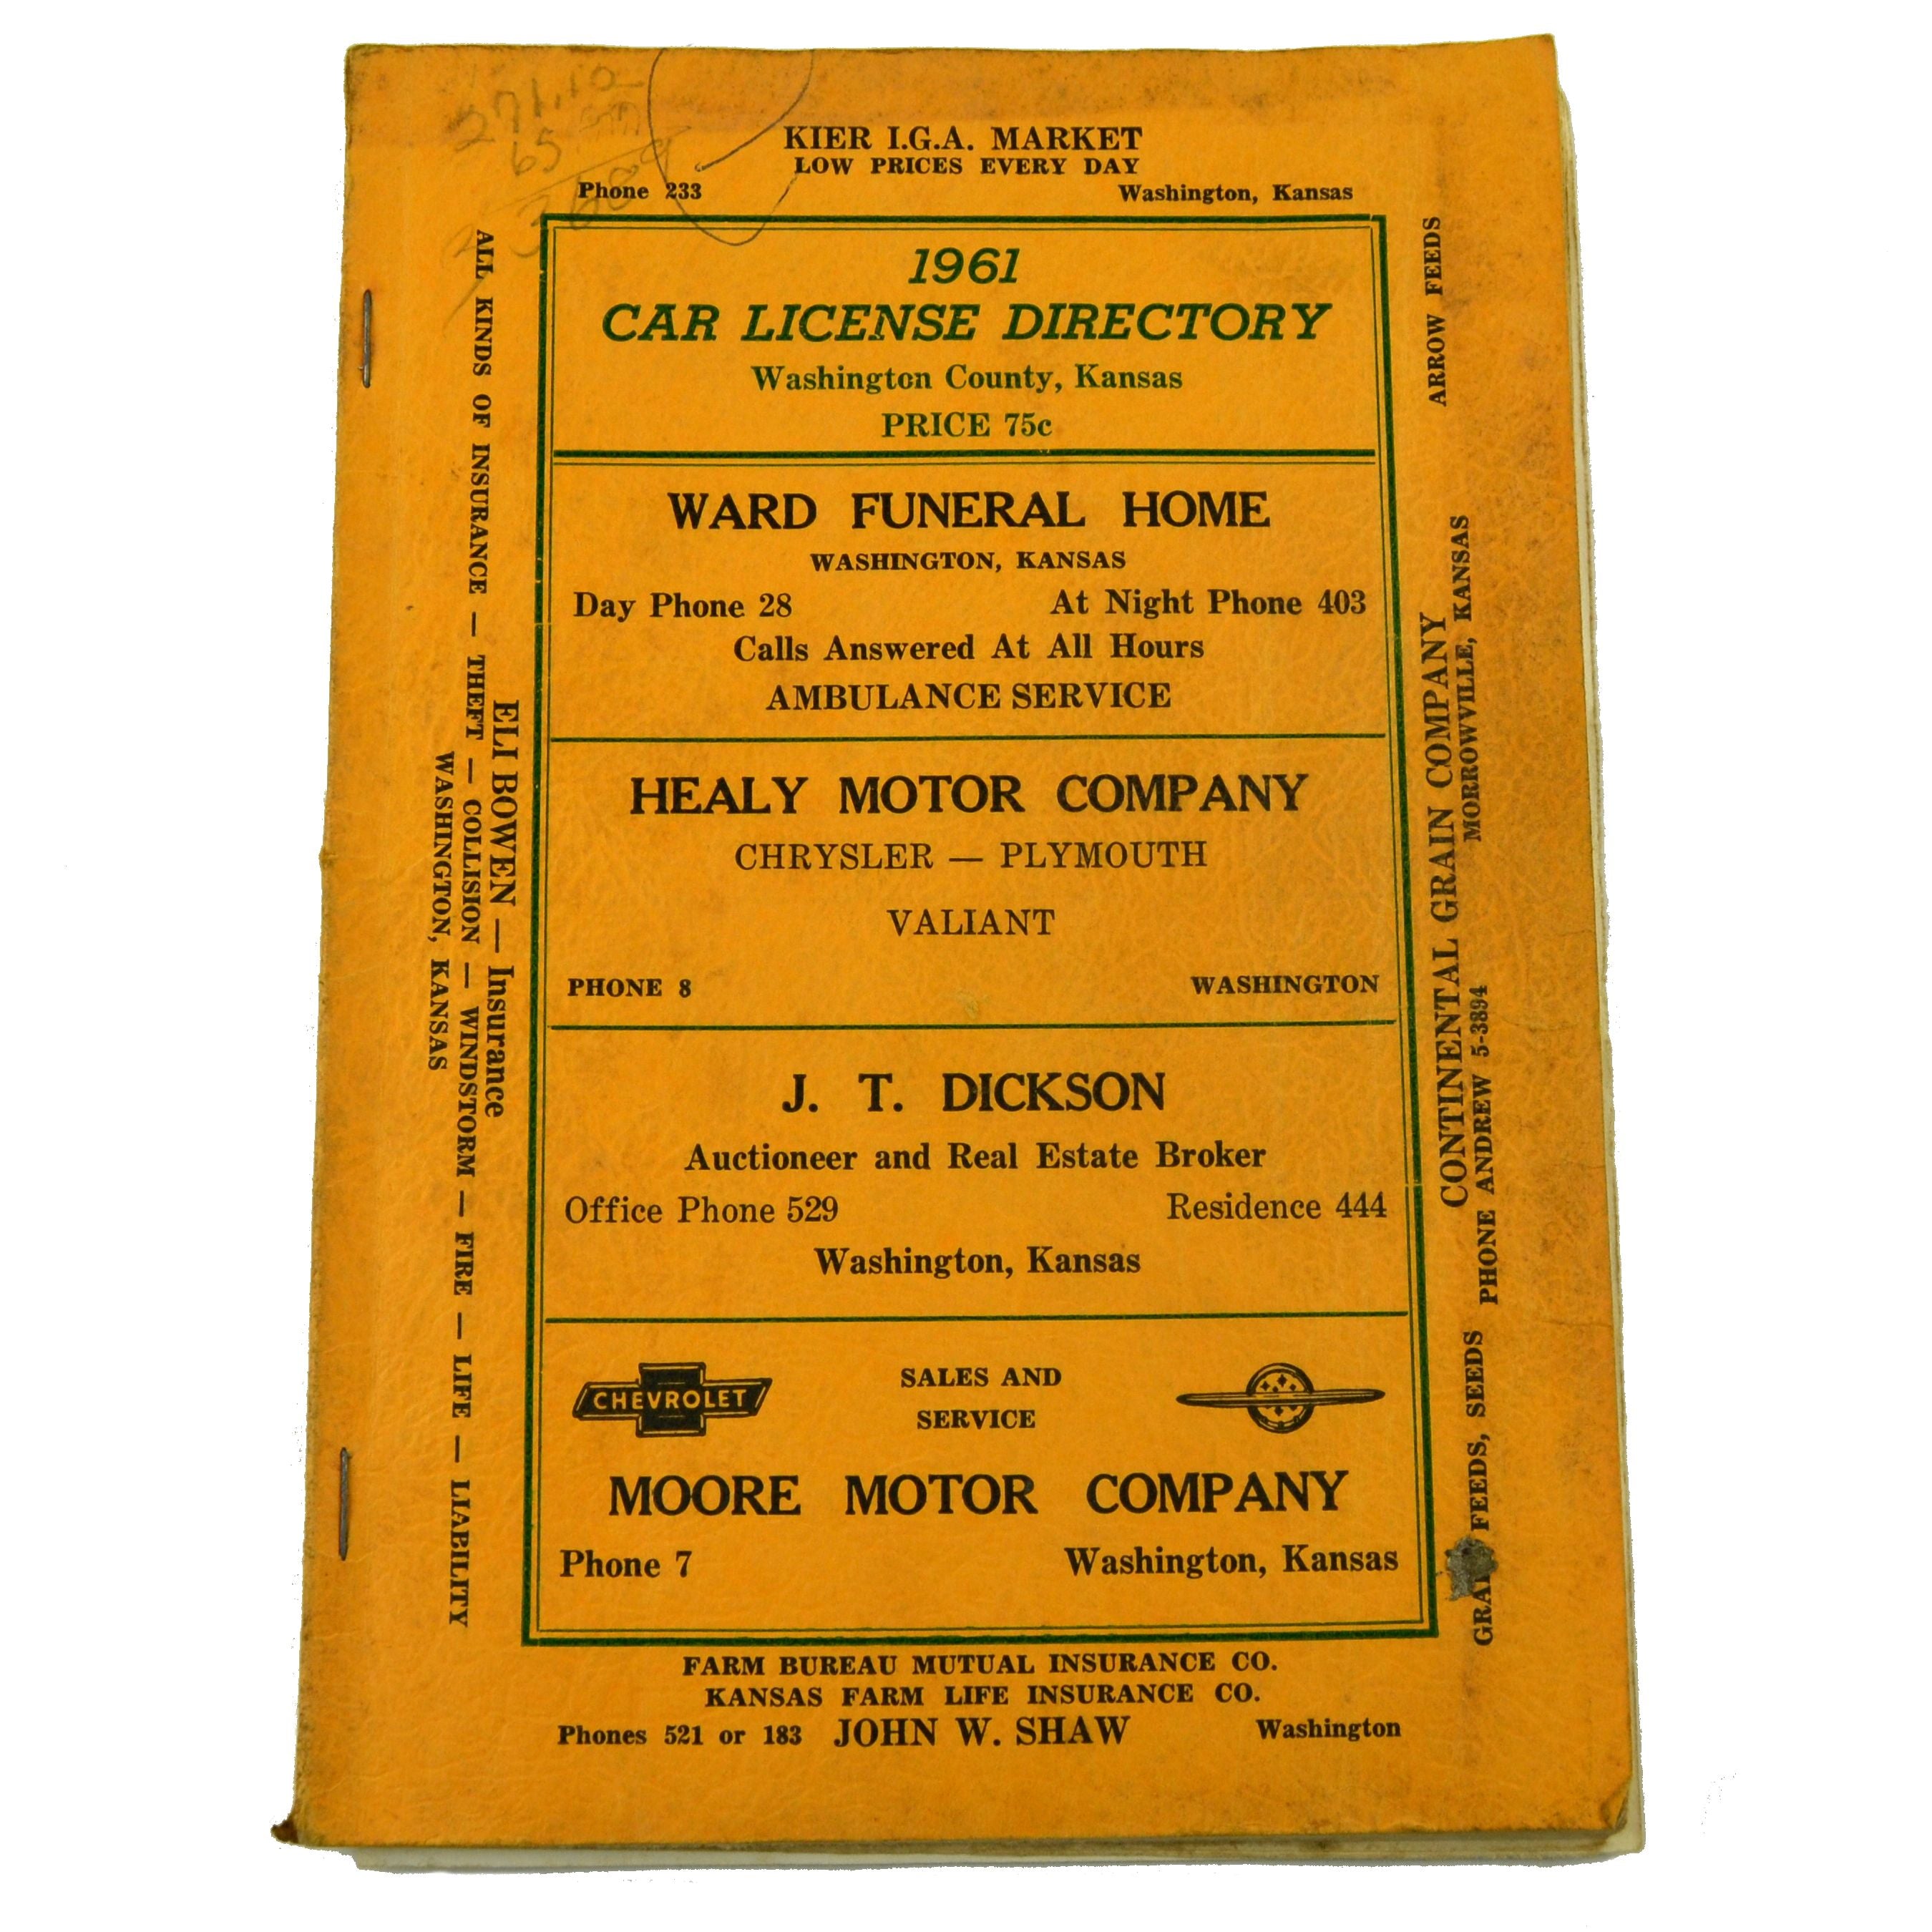 271.10
65
KIER I.G.A. MARKET
LOW PRICES EVERY DAY
Phone 233 Washington, Kansas
1961
CAR LICENSE DIRECTORY
Washington County, Kansas
PRICE 75c
WARD FUNERAL HOME
WASHINGTON, KANSAS
Day Phone 28 At Night Phone 403
Calls Answered At All Hours
AMBULANCE SERVICE
HEALY MOTOR COMPANY
CHRYSLER — PLYMOUTH
VALIANT
PHONE 8 WASHINGTON
J. T. DICKSON
Auctioneer and Real Estate Broker
Office Phone 529 Residence 444
Washington, Kansas
CHEVROLET
SALES AND
SERVICE
MOORE MOTOR COMPANY
Phone 7 Washington, Kansas
FARM BUREAU MUTUAL INSURANCE CO.
KANSAS FARM LIFE INSURANCE CO.
Phones 521 or 183 JOHN W. SHAW Washington
ELI BOWEN — Insurance
ALL KINDS OF INSURANCE — THEFT — COLLISION — WINDSTORM — FIRE — LIFE — LIABILITY
WASHINGTON, KANSAS
CONTINENTAL GRAIN COMPANY
MORROWVILLE, KANSAS
FEEDS, SEEDS PHONE ANDREW 5-3894 ARROW FEEDS